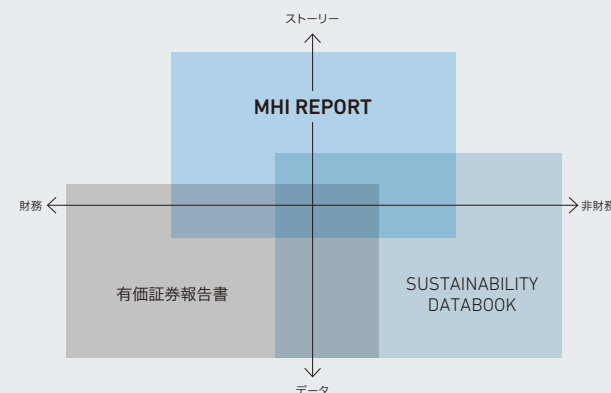 ストーリー
MHI REPORT
財務
非財務
有価証券報告書
SUSTAINABILITY
DATABOOK
データ